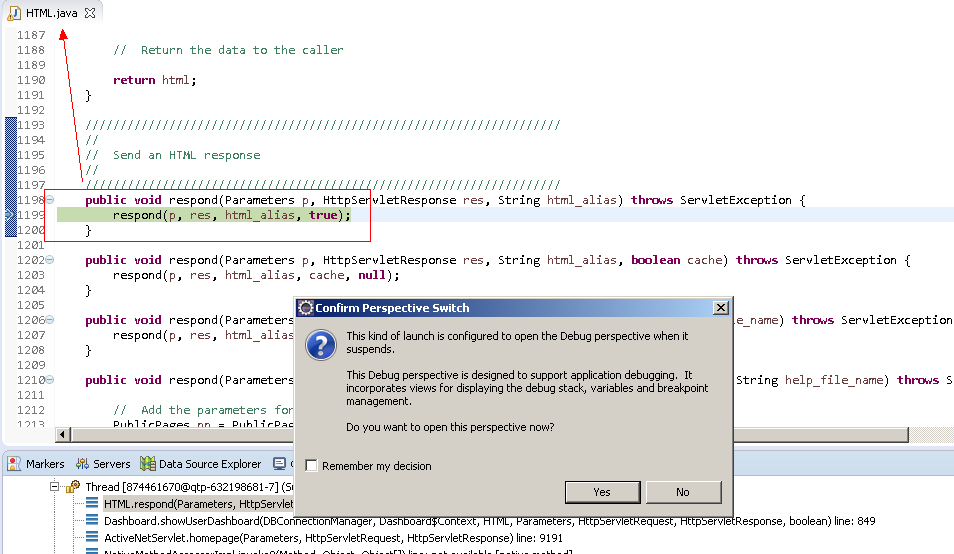 HTML.java
1187
1188 //  Return the data to the caller
1189
1190 return html;
1191 }
1192
1193 ////////////////////////////////////////////////////////////////////
1194 //
1195 //  Send an HTML response
1196 //
1197 ////////////////////////////////////////////////////////////////////
1198 public void respond(Parameters p, HttpServletResponse res, String html_alias) throws ServletException {
1199 respond(p, res, html_alias, true);
1200 }
1201
1202 public void respond(Parameters p, HttpServletResponse res, String html_alias, boolean cache) throws ServletException {
1203 respond(p, res, html_alias, cache, null);
1204 }
1205
1206 public void respond(Parameters le_name) throws ServletException
1207 respond(p, res, html_alias
1208 }
1209
1210 public void respond(Parameters String help_file_name) throws S
1211
1212 //  Add the parameters for
1213 PublicPages pp = PublicPag
Confirm Perspective Switch
This kind of launch is configured to open the Debug perspective when it
suspends.
This Debug perspective is designed to support application debugging.  It
incorporates views for displaying the debug stack, variables and breakpoint
management.
Do you want to open this perspective now?
Remember my decision
Yes No
Markers Servers Data Source Explorer
Thread [874461670@qtp-632198681-7] (S
HTML.respond(Parameters, HttpServlet
Dashboard.showUserDashboard(DBConnectionManager, Dashboard$Context, HTML, Parameters, HttpServletRequest, HttpServletResponse, boolean) line: 849
ActiveNetServlet.homepage(Parameters, HttpServletRequest, HttpServletResponse) line: 9191
NativeMethodAccessorImpl.invoke0(Method, Object, Object[]) line: not available [native method]